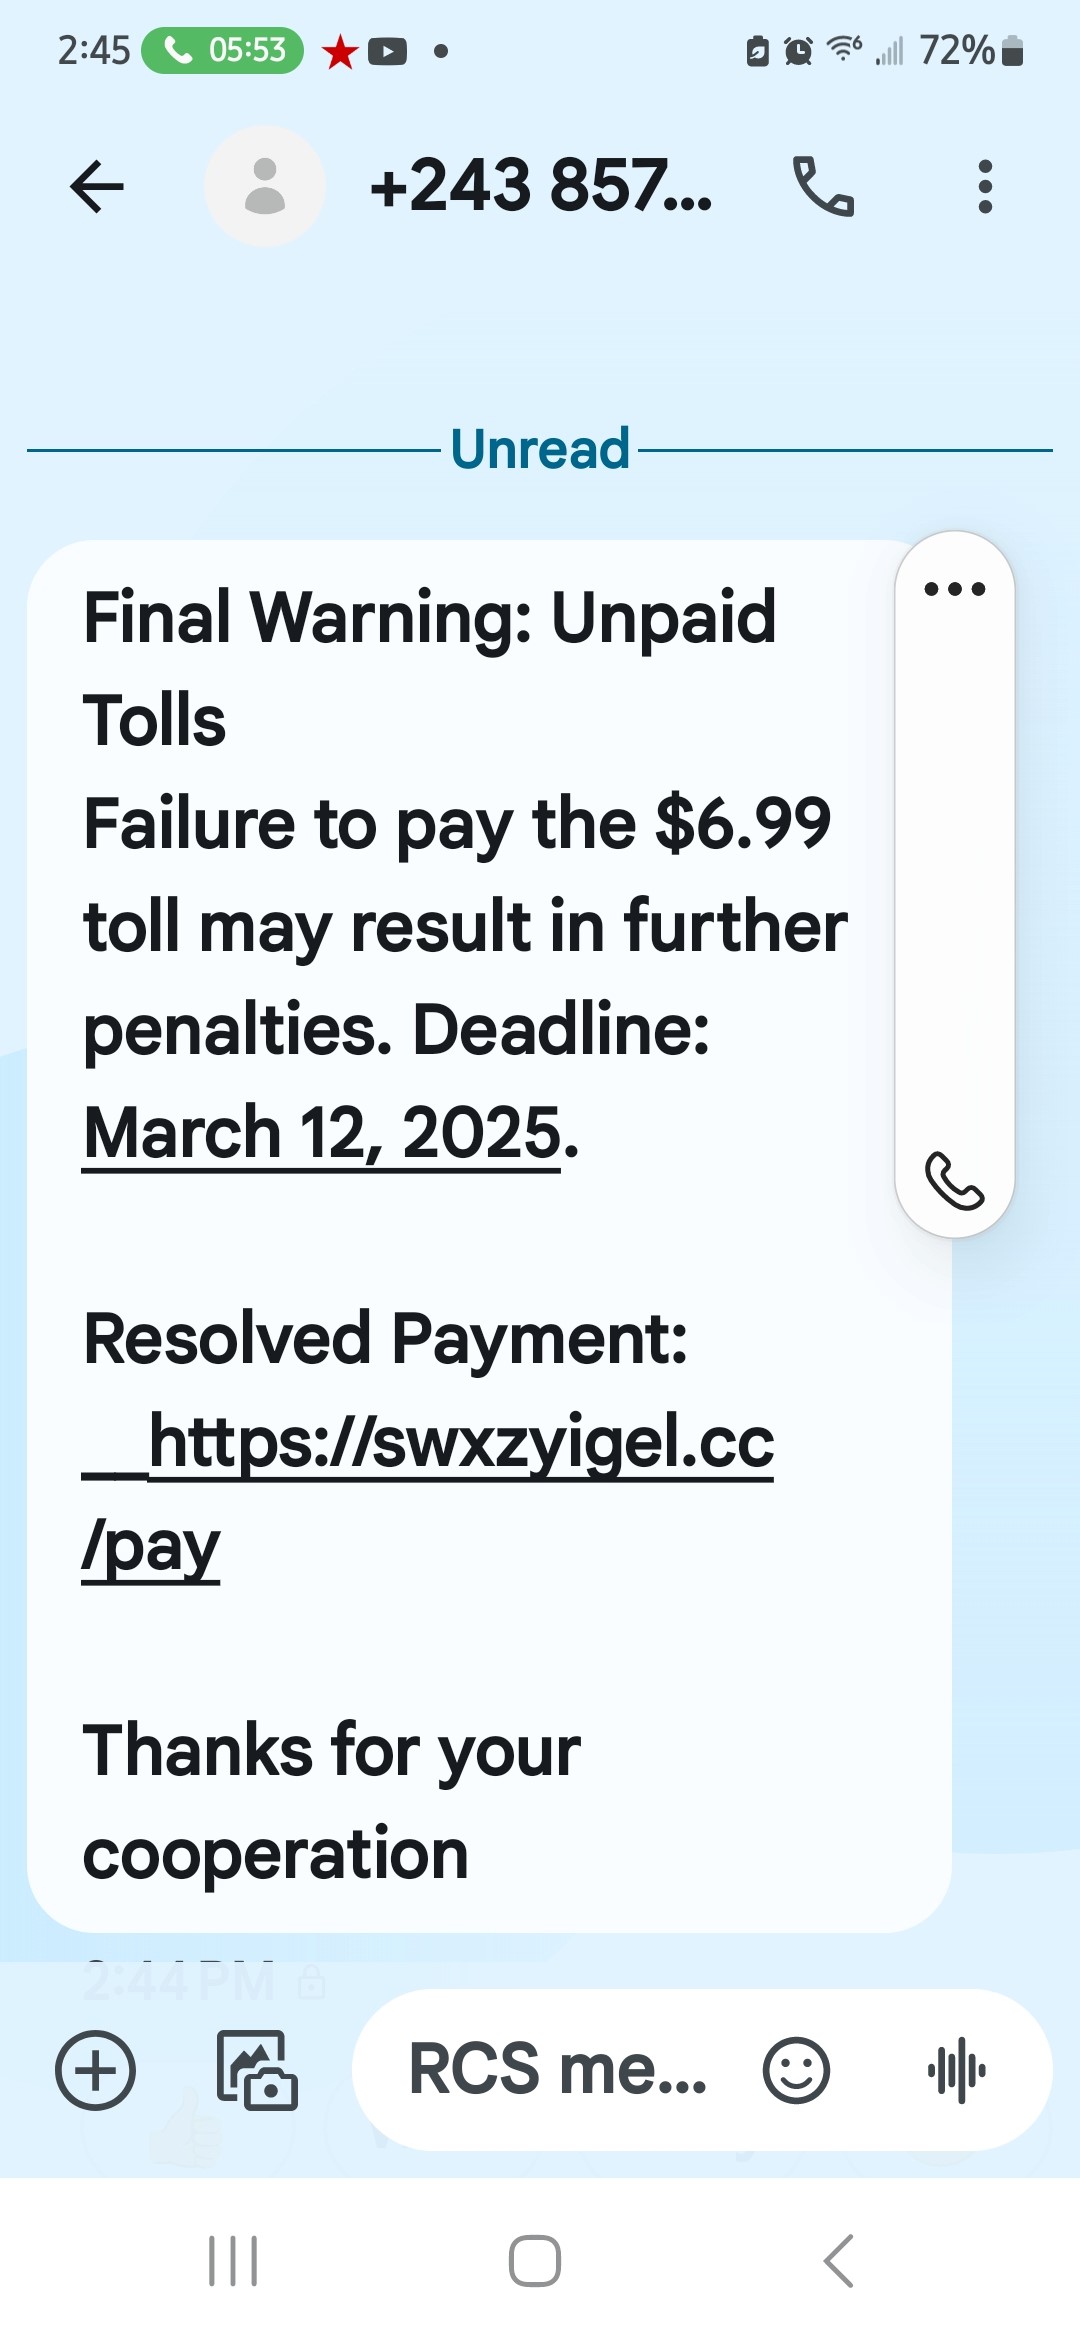 2:45 05:53 72%
+243 857...
Unread
Final Warning: Unpaid
Tolls
Failure to pay the $6.99
toll may result in further
penalties. Deadline:
March 12, 2025.
Resolved Payment:
__https://swxzyigel.cc
/pay
Thanks for your
cooperation
2:44 PM
RCS me...